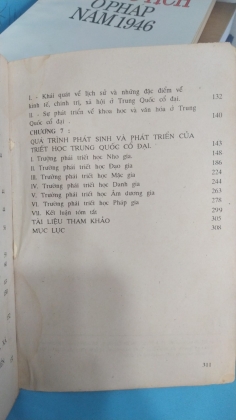 Ở PHÁP
NĂM 1946
I. - Khái quát về lịch sử và những đặc điểm về
kinh tế, chính trị, xã hội ở Trung Quốc cổ đại. 132
II. - Sự phát triển về khoa học và văn hóa ở Trung
Quốc cổ đại - 140
CHƯƠNG 7 :
QUÁ TRÌNH PHÁT SINH VÀ PHÁT TRIỂN CỦA
TRIẾT HỌC TRUNG QUỐC CỔ ĐẠI. 143
I. Trường phái triết học Nho gia. 148
II. Trường phái triết học Đạo gia 186
III. Trường phái triết học Mặc gia 224
IV. Trường phái triết học Danh gia 244
V. Trường phái triết học Âm dương gia 263
VI. Trường phái triết học Pháp gia 276
VII. Kết luận tóm tắt 299
TÀI LIỆU THAM KHẢO 305
MỤC LỤC 308
311